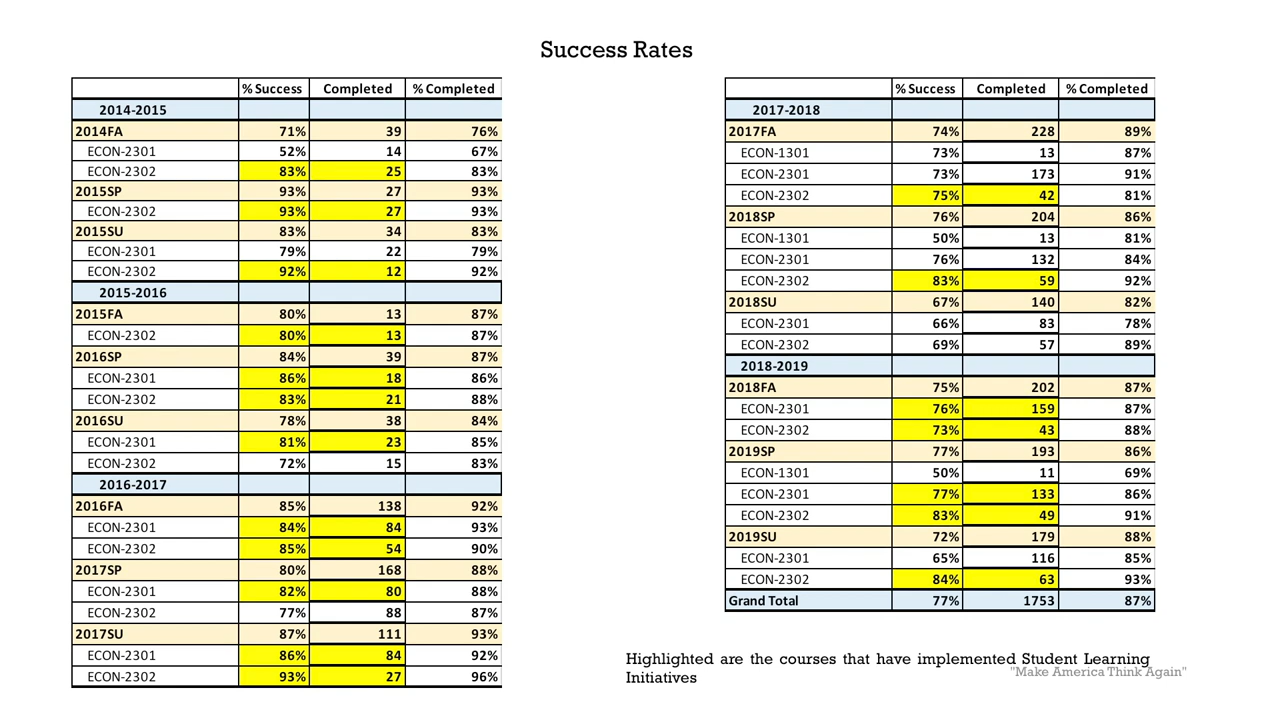 Success Rates
% Success Completed % Completed
2014-2015
2014FA 71% 39 76%
ECON-2301 52% 14 67%
ECON-2302 83% 25 83%
2015SP 93% 27 93%
ECON-2302 93% 27 93%
2015SU 83% 34 83%
ECON-2301 79% 22 79%
ECON-2302 92% 12 92%
2015-2016
2015FA 80% 13 87%
ECON-2302 80% 13 87%
2016SP 84% 39 87%
ECON-2301 86% 18 86%
ECON-2302 83% 21 88%
2016SU 78% 38 84%
ECON-2301 81% 23 85%
ECON-2302 72% 15 83%
2016-2017
2016FA 85% 138 92%
ECON-2301 84% 84 93%
ECON-2302 85% 54 90%
2017SP 80% 168 88%
ECON-2301 82% 80 88%
ECON-2302 77% 88 87%
2017SU 87% 111 93%
ECON-2301 86% 84 92%
ECON-2302 93% 27 96%
% Success Completed % Completed
2017-2018
2017FA 74% 228 89%
ECON-1301 73% 13 87%
ECON-2301 73% 173 91%
ECON-2302 75% 42 81%
2018SP 76% 204 86%
ECON-1301 50% 13 81%
ECON-2301 76% 132 84%
ECON-2302 83% 59 92%
2018SU 67% 140 82%
ECON-2301 66% 83 78%
ECON-2302 69% 57 89%
2018-2019
2018FA 75% 202 87%
ECON-2301 76% 159 87%
ECON-2302 73% 43 88%
2019SP 77% 193 86%
ECON-1301 50% 11 69%
ECON-2301 77% 133 86%
ECON-2302 83% 49 91%
2019SU 72% 179 88%
ECON-2301 65% 116 85%
ECON-2302 84% 63 93%
Grand Total 77% 1753 87%
Highlighted are the courses that have implemented Student Learning
Initiatives
"Make America Think Again"